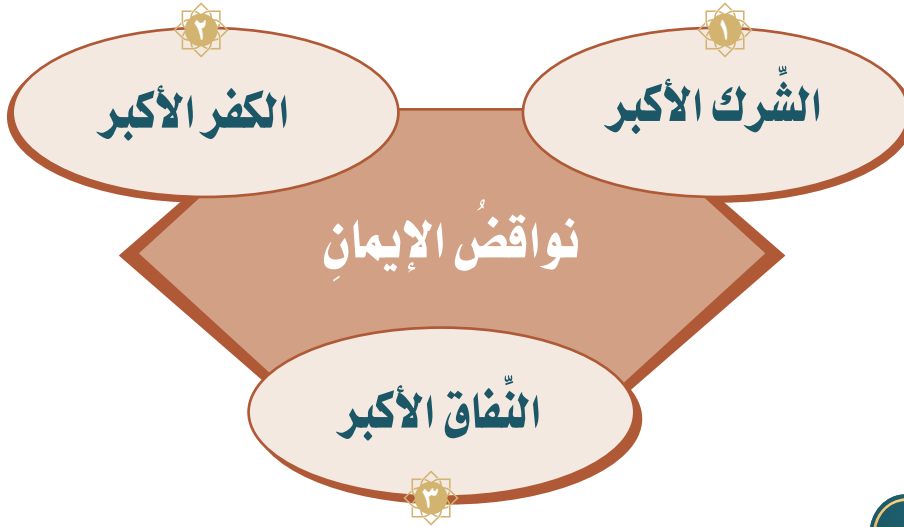 ١
الشِّرك الأكبر
٢
الكفر الأكبر
نواقضُ الإيمانِ
النِّفاق الأكبر
٣